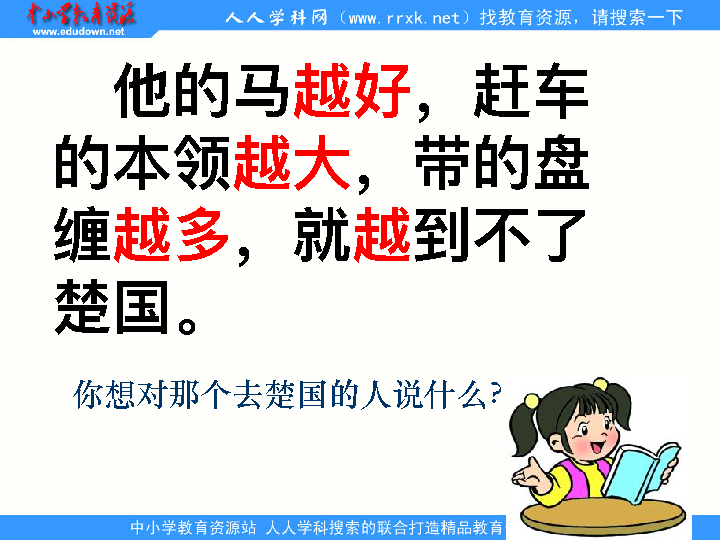 中小学教育资源
www.edudown.net
人人学科网（www.rrxk.net）找教育资源，请搜索一下
他的马越好，赶车
的本领越大，带的盘
缠越多，就越到不了
楚国。
你想对那个去楚国的人说什么?
中小学教育资源站 人人学科搜索的联合打造精品教育